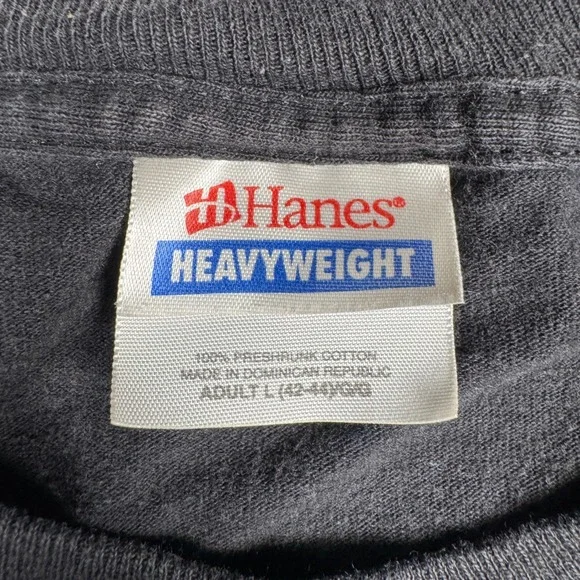 Hanes®
HEAVYWEIGHT
100% PRESHRUNK COTTON
MADE IN DOMINICAN REPUBLIC
ADULT L (42-44)/G/G